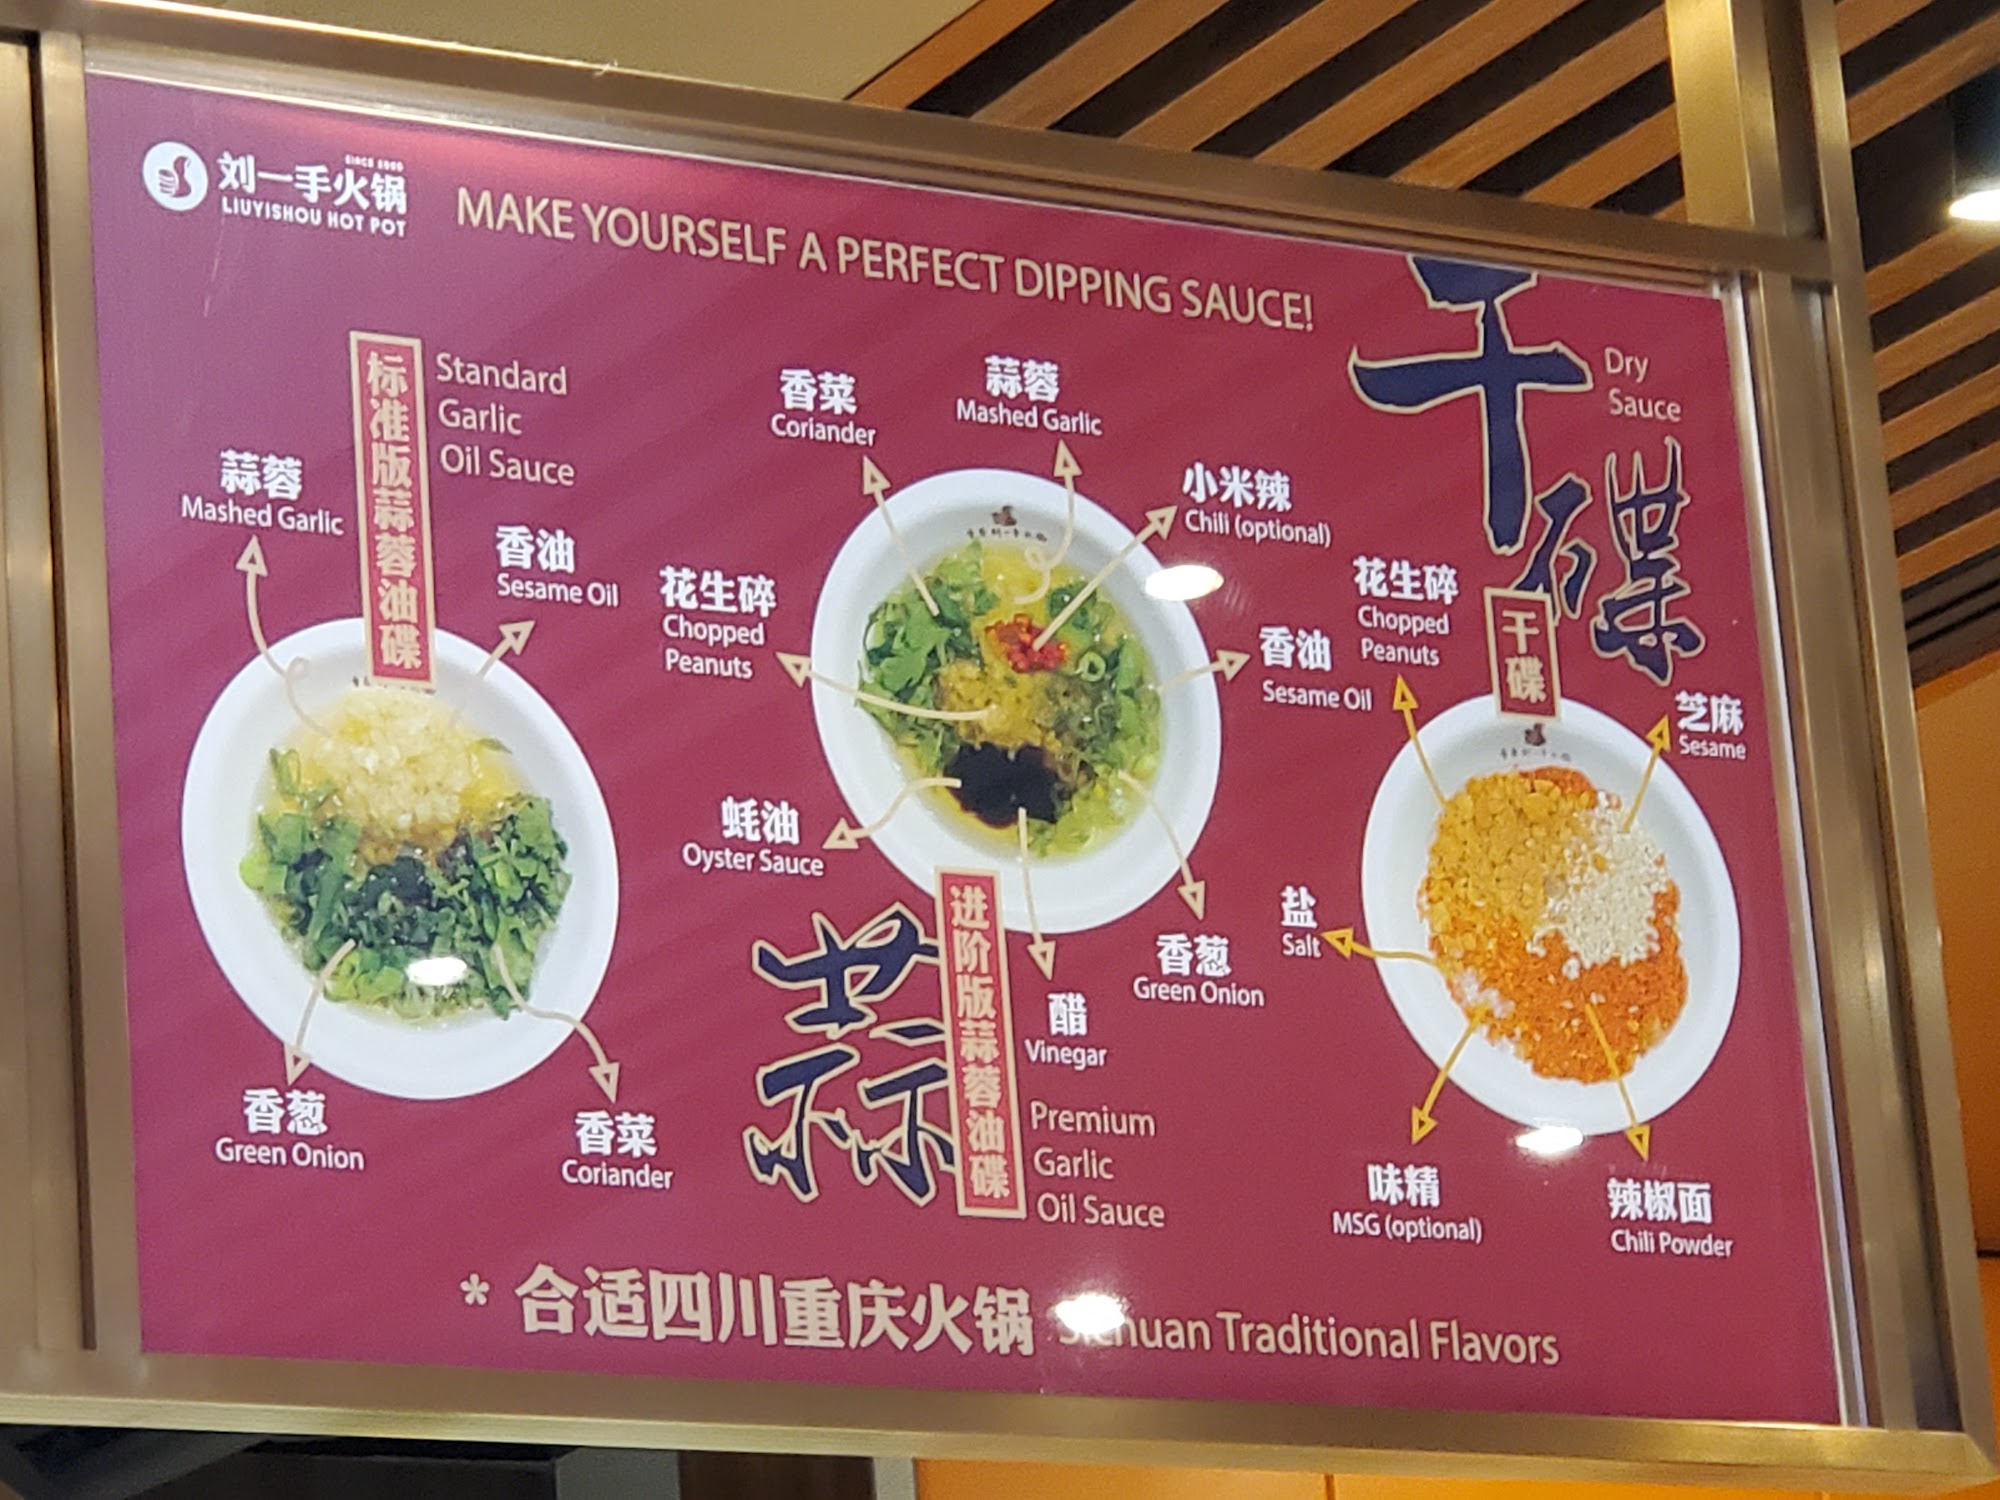 刘一手火锅
SINCE 2000
LIUYISHOU HOT POT
MAKE YOURSELF A PERFECT DIPPING SAUCE!
标准版蒜蓉油碟
Standard
Garlic
Oil Sauce
蒜蓉
Mashed Garlic
香油
Sesame Oil
香葱
Green Onion
香菜
Coriander
香菜
Coriander
蒜蓉
Mashed Garlic
小米辣
Chili (optional)
花生碎
Chopped
Peanuts
香油
Sesame Oil
蚝油
Oyster Sauce
醋
Vinegar
香葱
Green Onion
蒜
进阶版蒜蓉油碟
Premium
Garlic
Oil Sauce
干碟
Dry
Sauce
干碟
花生碎
Chopped
Peanuts
芝麻
Sesame
盐
Salt
味精
MSG (optional)
辣椒面
Chili Powder
* 合适四川重庆火锅 Sichuan Traditional Flavors